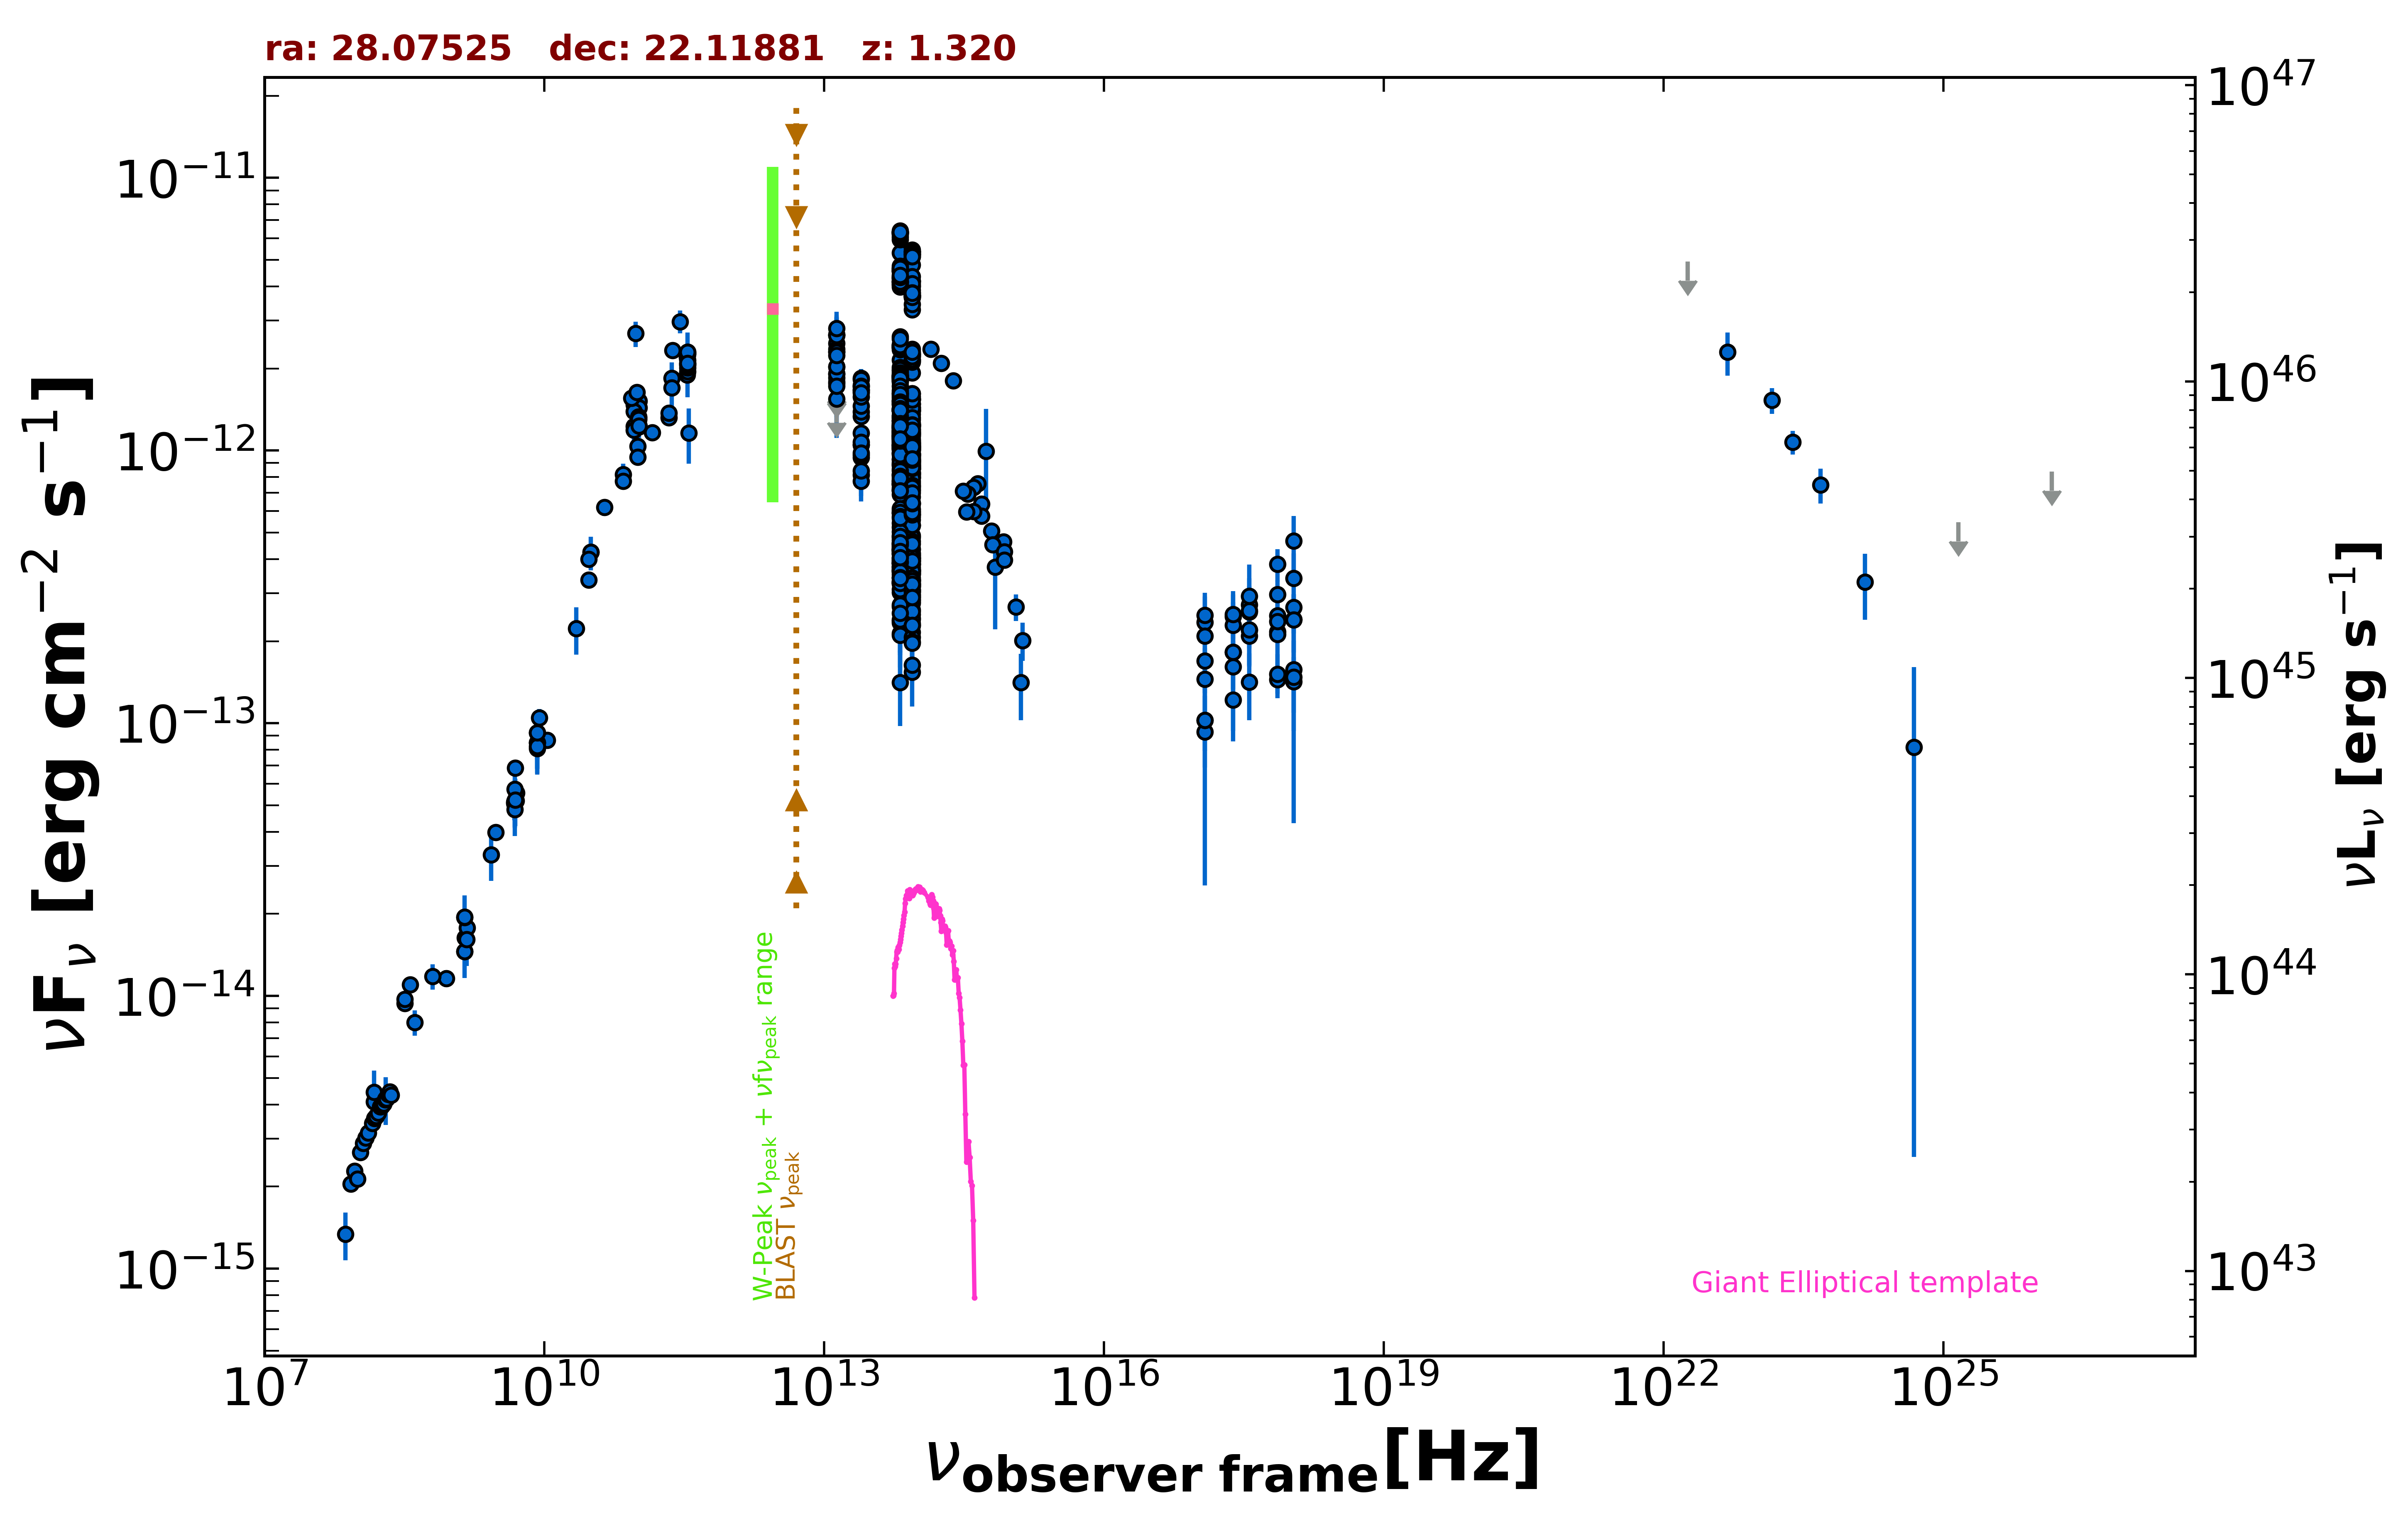 ra: 28.07525 dec: 22.11881 z: 1.320
10^47
10^−11
10^46
10^−12
νF_ν [erg cm^−2 s^−1]
νL_ν [erg s^−1]
10^45
10^−13
10^44
10^−14
W-Peak ν_peak + νfν_peak range
BLAST ν_peak
10^43
10^−15
Giant Elliptical template
10^7 10^10 10^13 10^16 10^19 10^22 10^25
ν_observer frame [Hz]